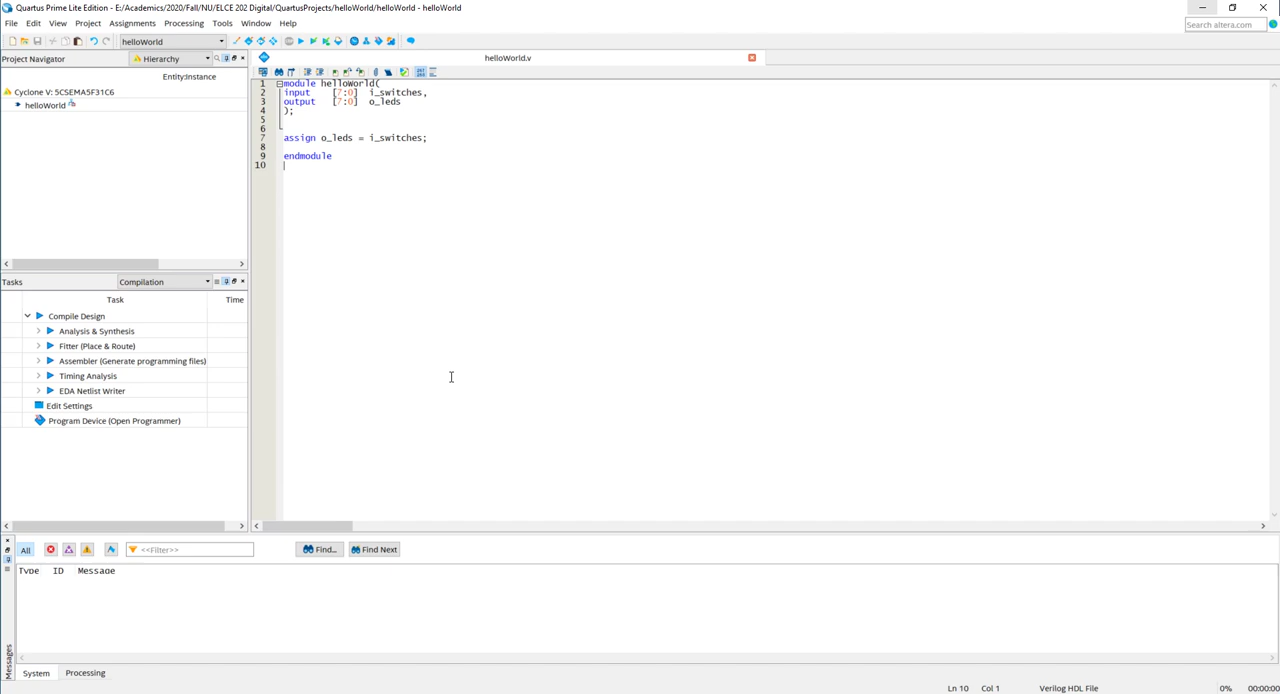 Quartus Prime Lite Edition - E:/Academics/2020/Fall/NU/ELCE 202 Digital/QuartusProjects/helloWorld/helloWorld - helloWorld
File Edit View Project Assignments Processing Tools Window Help
Search altera.com
helloWorld
Project Navigator Hierarchy
helloWorld.v
Entity:Instance
Cyclone V: 5CSEMA5F31C6
helloWorld
1 module helloWorld(
2 input [7:0] i_switches,
3 output [7:0] o_leds
4 );
5
6
7 assign o_leds = i_switches;
8
9 endmodule
10
Tasks Compilation
Task Time
Compile Design
Analysis & Synthesis
Fitter (Place & Route)
Assembler (Generate programming files)
Timing Analysis
EDA Netlist Writer
Edit Settings
Program Device (Open Programmer)
All <<Filter>> Find... Find Next
Type ID Message
Messages
System Processing
Ln 10 Col 1 Verilog HDL File 0% 00:00:00